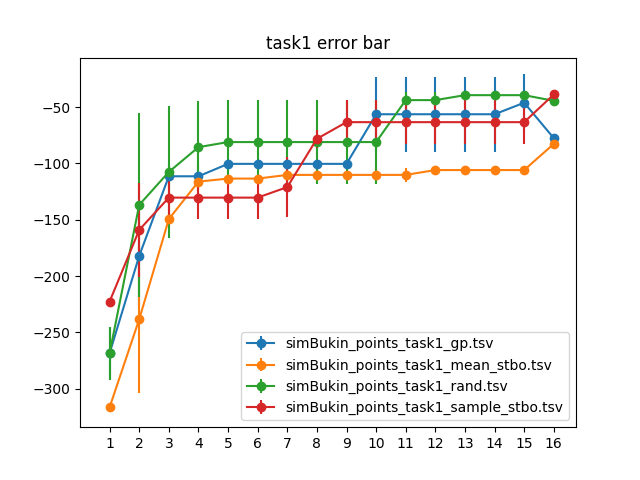 task1 error bar
−50
−100
−150
−200
−250
−300
1 2 3 4 5 6 7 8 9 10 11 12 13 14 15 16
simBukin_points_task1_gp.tsv
simBukin_points_task1_mean_stbo.tsv
simBukin_points_task1_rand.tsv
simBukin_points_task1_sample_stbo.tsv